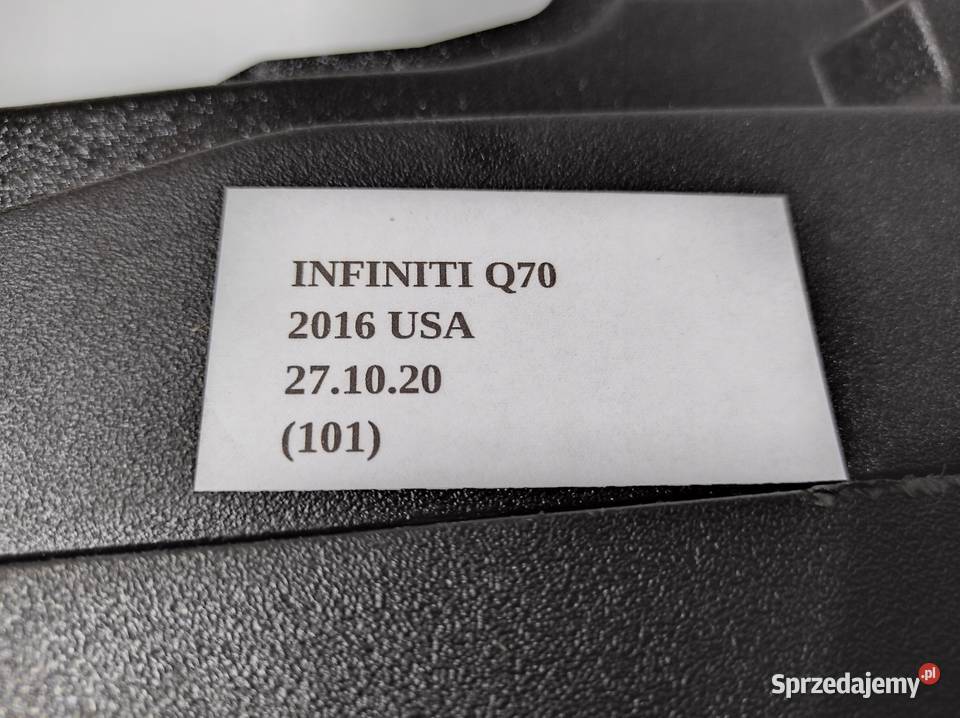 INFINITI Q70
2016 USA
27.10.20
(101)
Sprzedajemy.pl